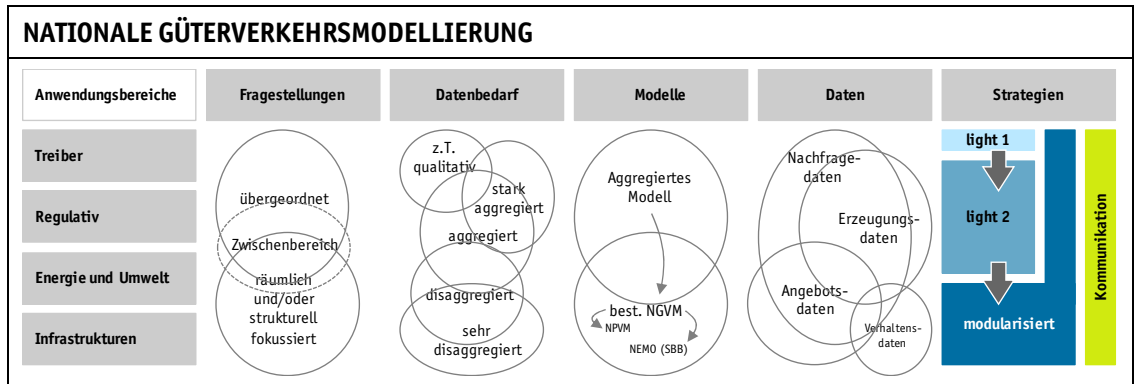 NATIONALE GÜTERVERKEHRSMODELLIERUNG
Anwendungsbereiche
Fragestellungen
Datenbedarf
Modelle
Daten
Strategien
Treiber
Regulativ
Energie und Umwelt
Infrastrukturen
übergeordnet
Zwischenbereich
räumlich
und/oder
strukturell
fokussiert
z.T.
qualitativ
stark
aggregiert
aggregiert
disaggregiert
sehr
disaggregiert
Aggregiertes
Modell
best. NGVM
NPVM
NEMO (SBB)
Nachfrage-
daten
Erzeugungs-
daten
Angebots-
daten
Verhaltens-
daten
light 1
light 2
modularisiert
Kommunikation